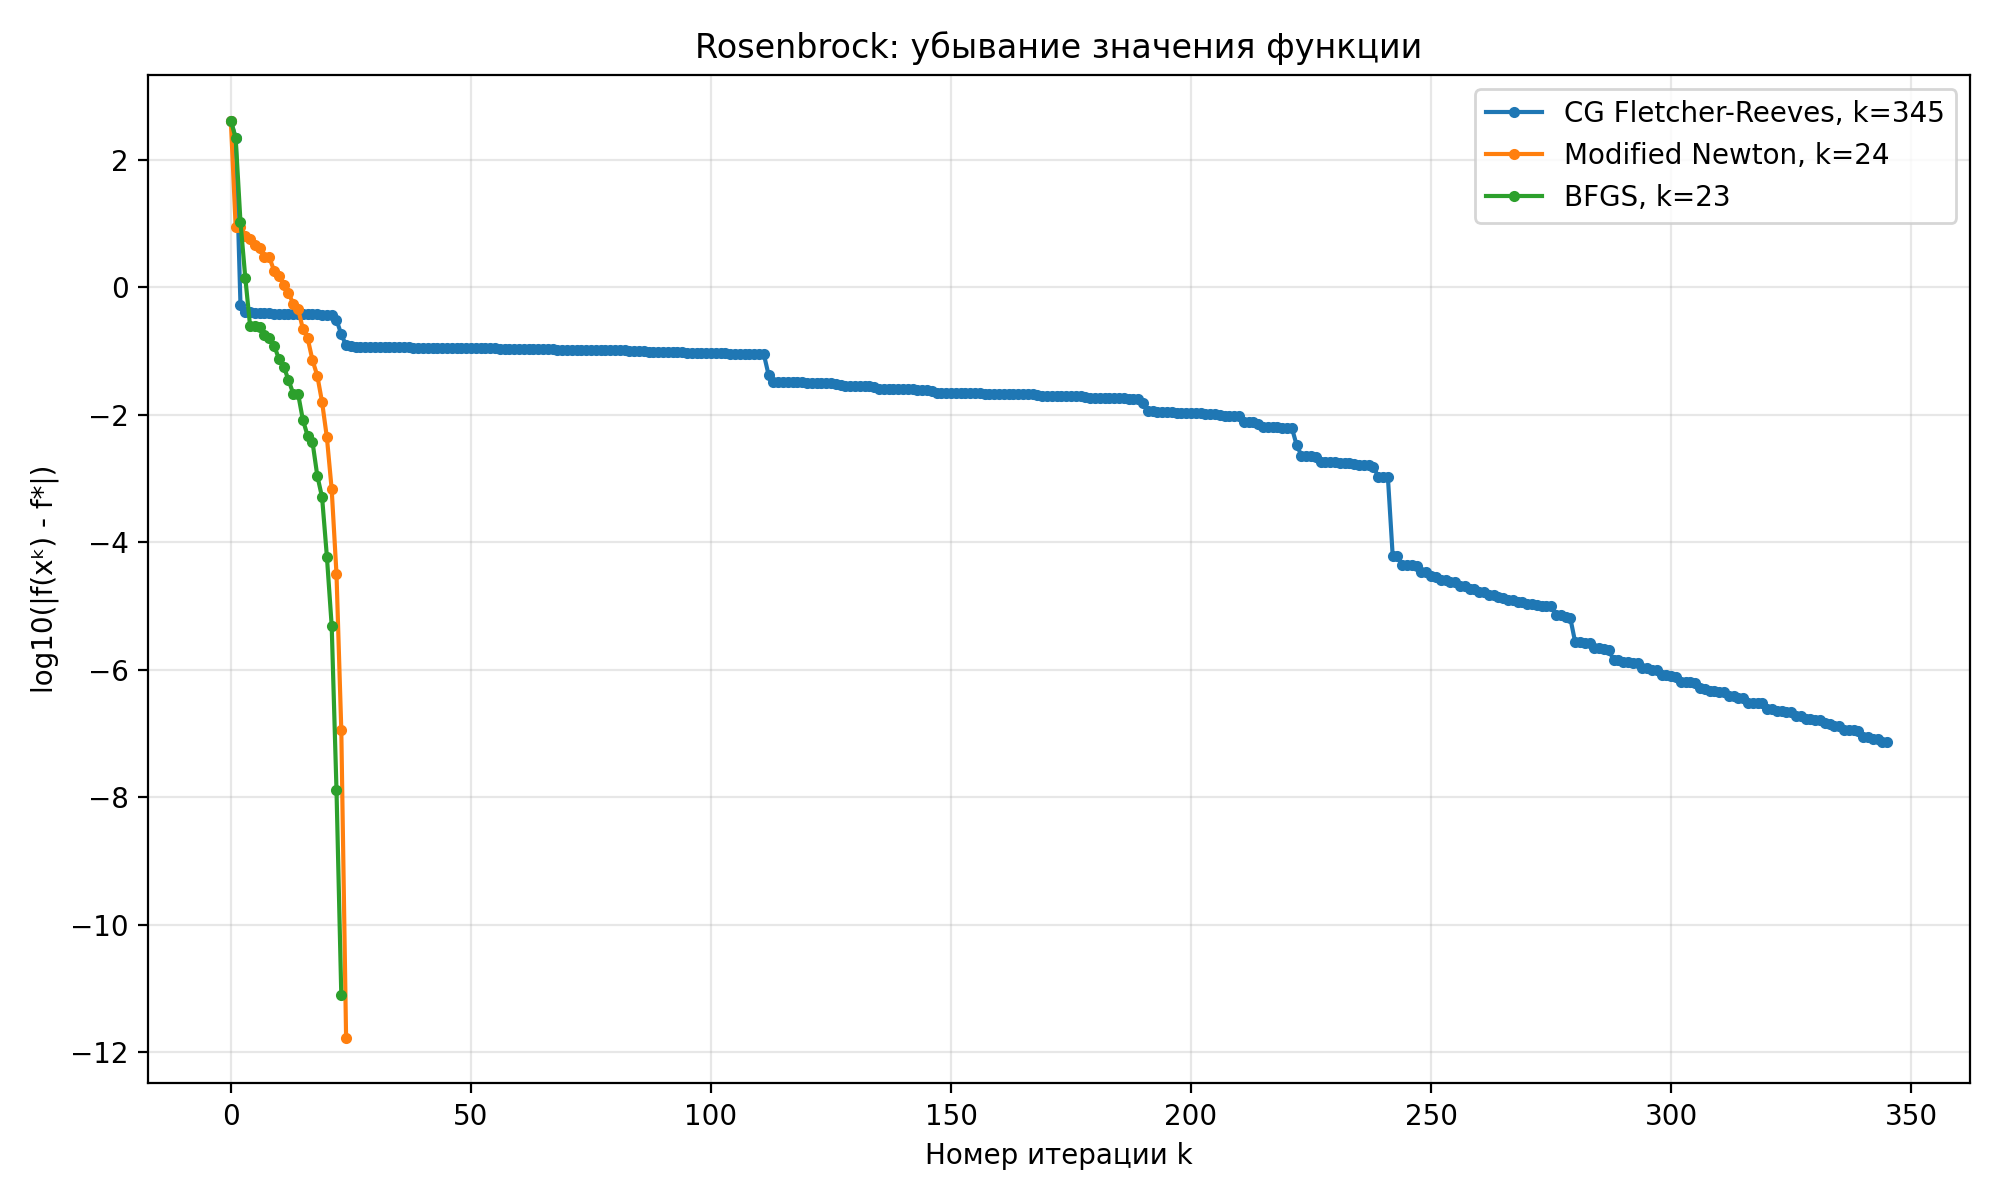 Rosenbrock: убывание значения функции
CG Fletcher-Reeves, k=345
Modified Newton, k=24
BFGS, k=23
log10(|f(xᵏ) - f*|)
2
0
−2
−4
−6
−8
−10
−12
0 50 100 150 200 250 300 350
Номер итерации k